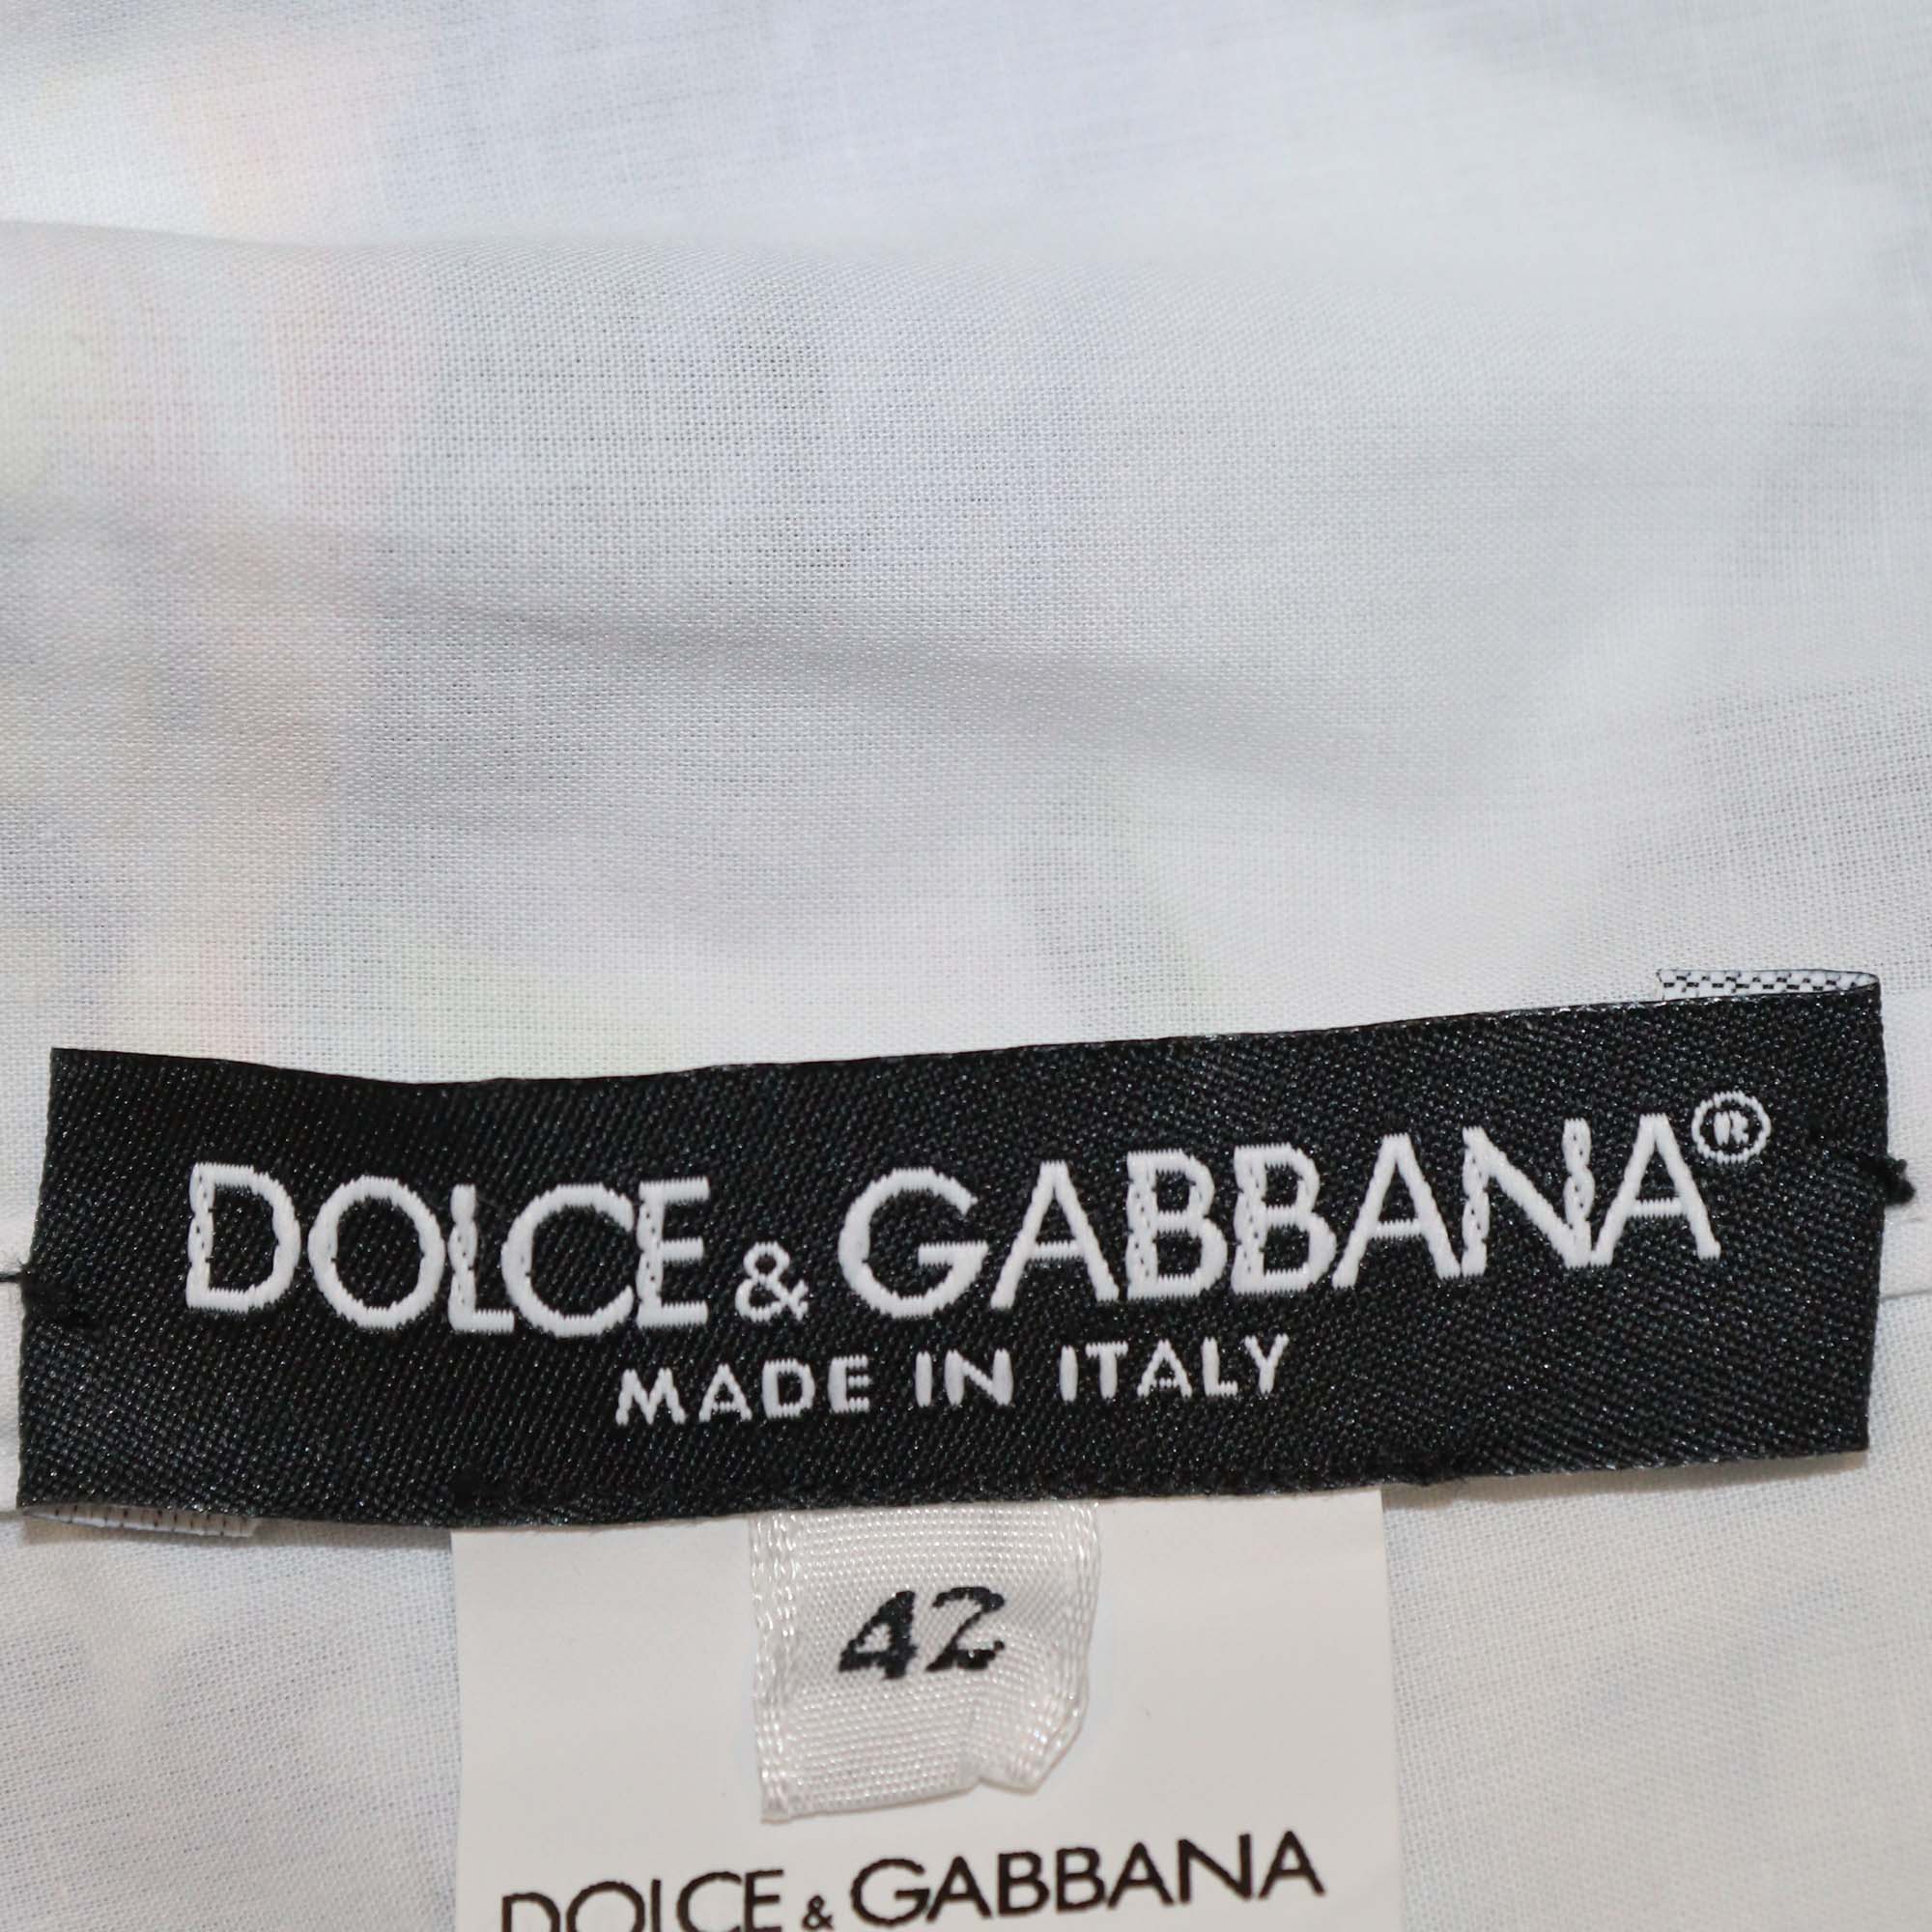 DOLCE & GABBANA®
MADE IN ITALY
42
DOLCE & GABBANA